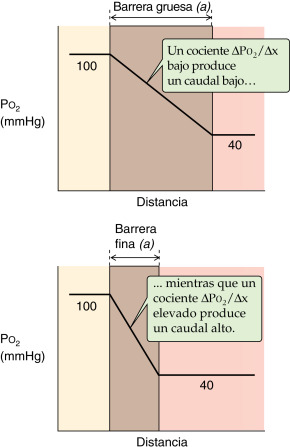 Barrera gruesa (a)
Un cociente ΔPO₂/Δx
bajo produce
un caudal bajo…
100
PO₂
(mmHg)
40
Distancia
Barrera
fina (a)
... mientras que un
cociente ΔPO₂/Δx
elevado produce
un caudal alto.
100
PO₂
(mmHg)
40
Distancia